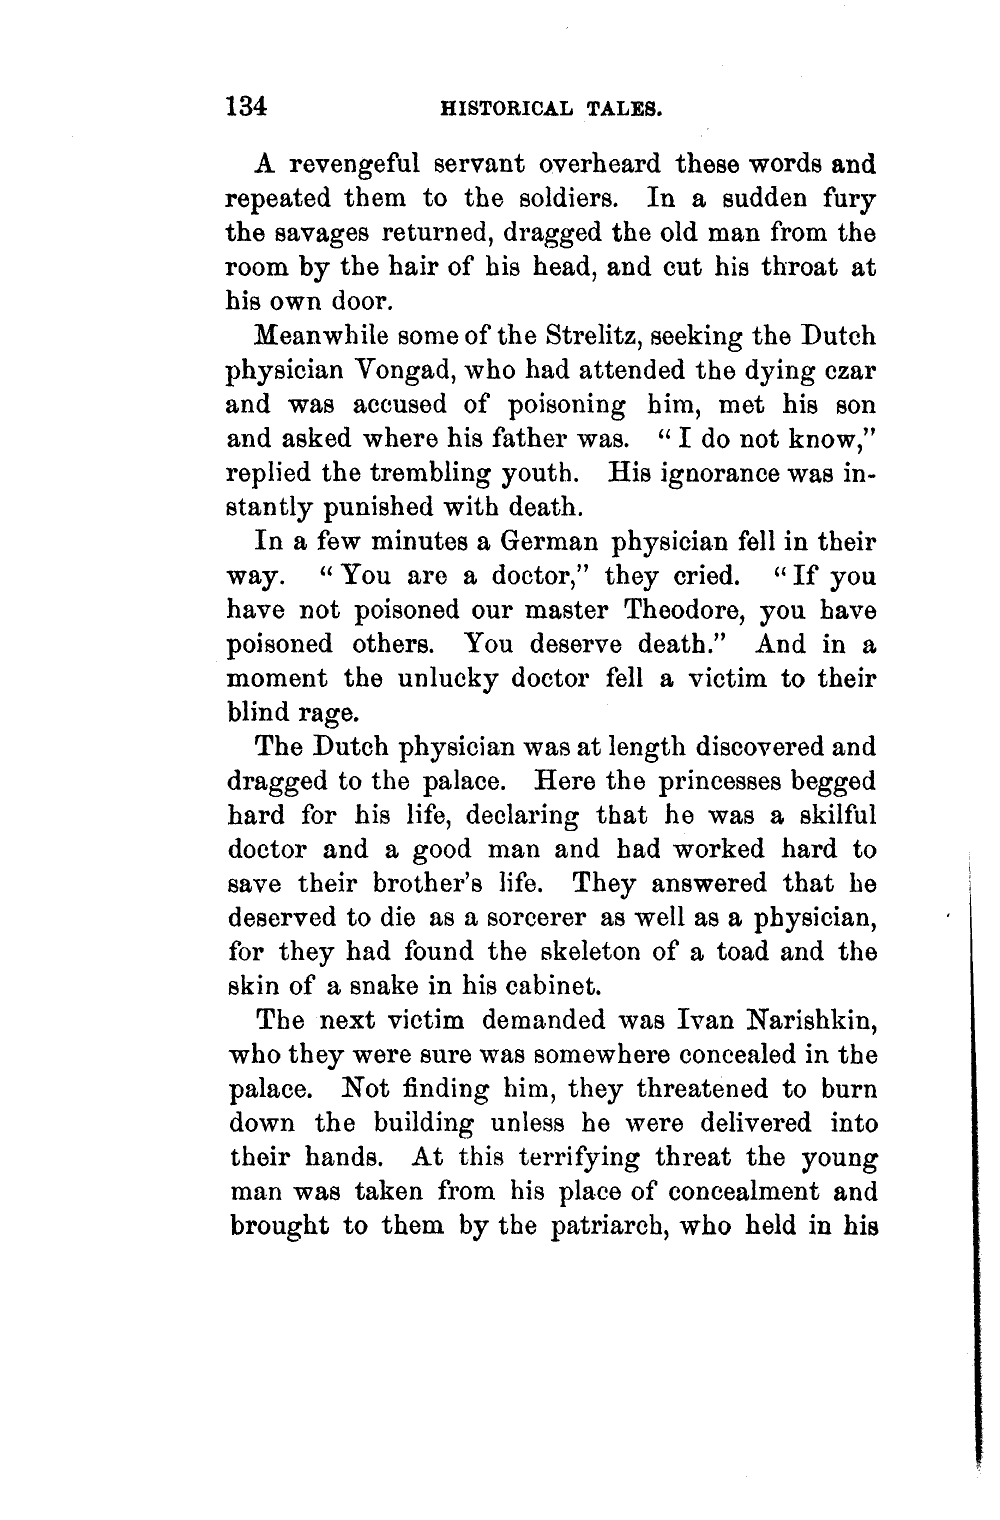 134 HISTORICAL TALES.
A revengeful servant overheard these words and
repeated them to the soldiers. In a sudden fury
the savages returned, dragged the old man from the
room by the hair of his head, and cut his throat at
his own door.
Meanwhile some of the Strelitz, seeking the Dutch
physician Vongad, who had attended the dying czar
and was accused of poisoning him, met his son
and asked where his father was. “I do not know,”
replied the trembling youth. His ignorance was in-
stantly punished with death.
In a few minutes a German physician fell in their
way. “You are a doctor,” they cried. “If you
have not poisoned our master Theodore, you have
poisoned others. You deserve death.” And in a
moment the unlucky doctor fell a victim to their
blind rage.
The Dutch physician was at length discovered and
dragged to the palace. Here the princesses begged
hard for his life, declaring that he was a skilful
doctor and a good man and had worked hard to
save their brother's life. They answered that he
deserved to die as a sorcerer as well as a physician,
for they had found the skeleton of a toad and the
skin of a snake in his cabinet.
The next victim demanded was Ivan Narishkin,
who they were sure was somewhere concealed in the
palace. Not finding him, they threatened to burn
down the building unless he were delivered into
their hands. At this terrifying threat the young
man was taken from his place of concealment and
brought to them by the patriarch, who held in his